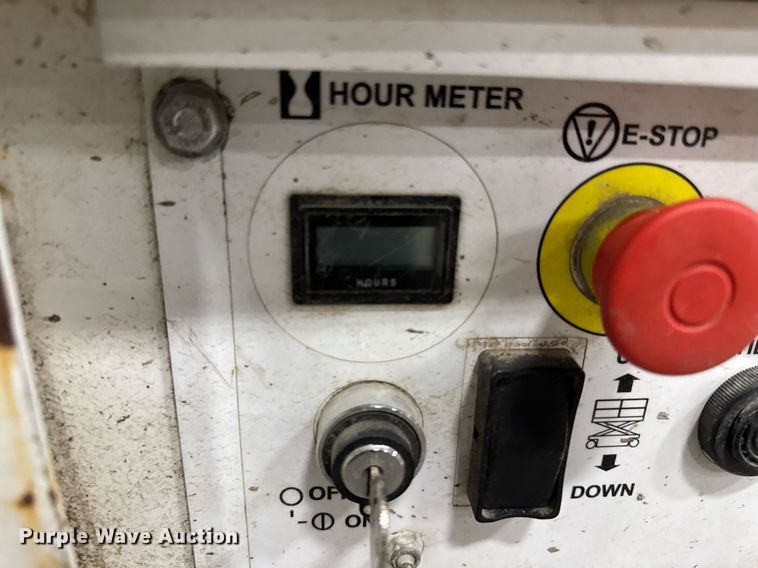 HOUR METER
E-STOP
HOURS
OFF
ON
DOWN
Purple Wave Auction